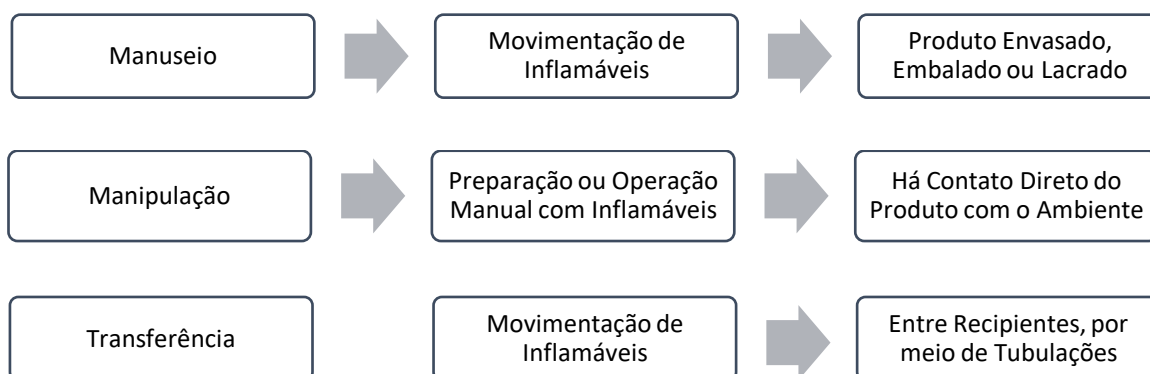 Manuseio
Movimentação de
Inflamáveis
Produto Envasado,
Embalado ou Lacrado
Manipulação
Preparação ou Operação
Manual com Inflamáveis
Há Contato Direto do
Produto com o Ambiente
Transferência
Movimentação de
Inflamáveis
Entre Recipientes, por
meio de Tubulações